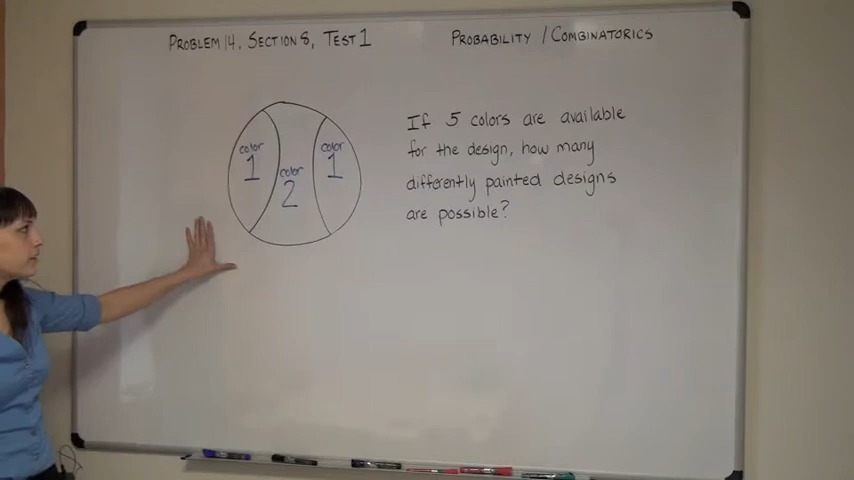 PROBLEM 14, SECTION 8, TEST 1
PROBABILITY / COMBINATORICS
color
1
color
2
color
1
If 5 colors are available
for the design, how many
differently painted designs
are possible?